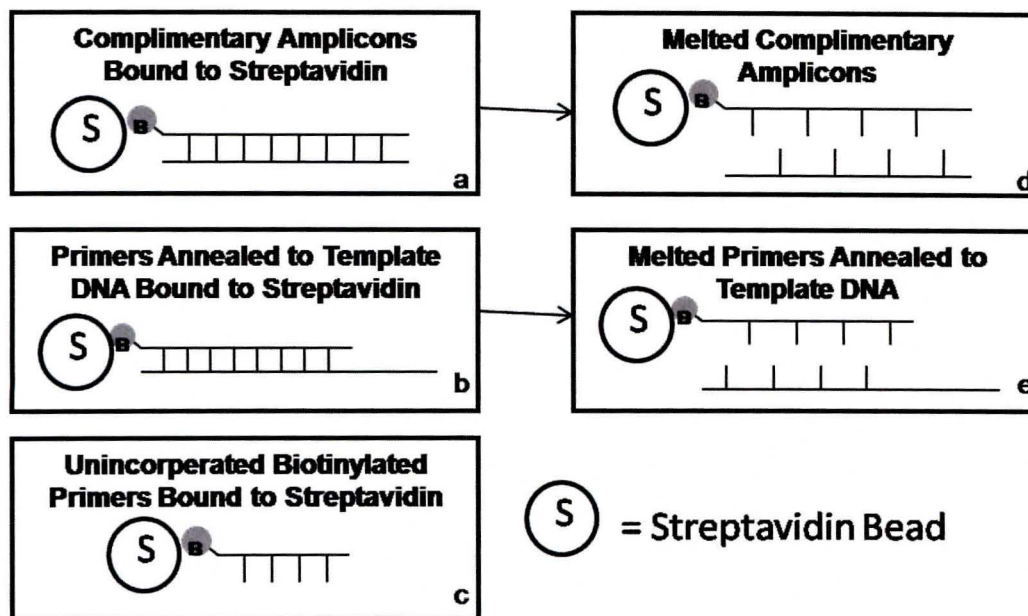 Complimentary Amplicons
Bound to Streptavidin
S
B
a
Melted Complimentary
Amplicons
S
B
d
Primers Annealed to Template
DNA Bound to Streptavidin
S
B
b
Melted Primers Annealed to
Template DNA
S
B
e
Unincorperated Biotinylated
Primers Bound to Streptavidin
S
B
c
S = Streptavidin Bead